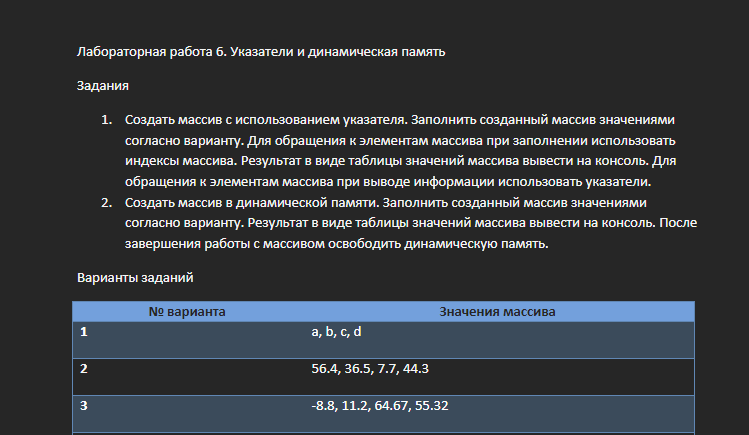 Лабораторная работа 6. Указатели и динамическая память
Задания
1. Создать массив с использованием указателя. Заполнить созданный массив значениями
согласно варианту. Для обращения к элементам массива при заполнении использовать
индексы массива. Результат в виде таблицы значений массива вывести на консоль. Для
обращения к элементам массива при выводе информации использовать указатели.
2. Создать массив в динамической памяти. Заполнить созданный массив значениями
согласно варианту. Результат в виде таблицы значений массива вывести на консоль. После
завершения работы с массивом освободить динамическую память.
Варианты заданий
№ варианта Значения массива
1 a, b, c, d
2 56.4, 36.5, 7.7, 44.3
3 -8.8, 11.2, 64.67, 55.32